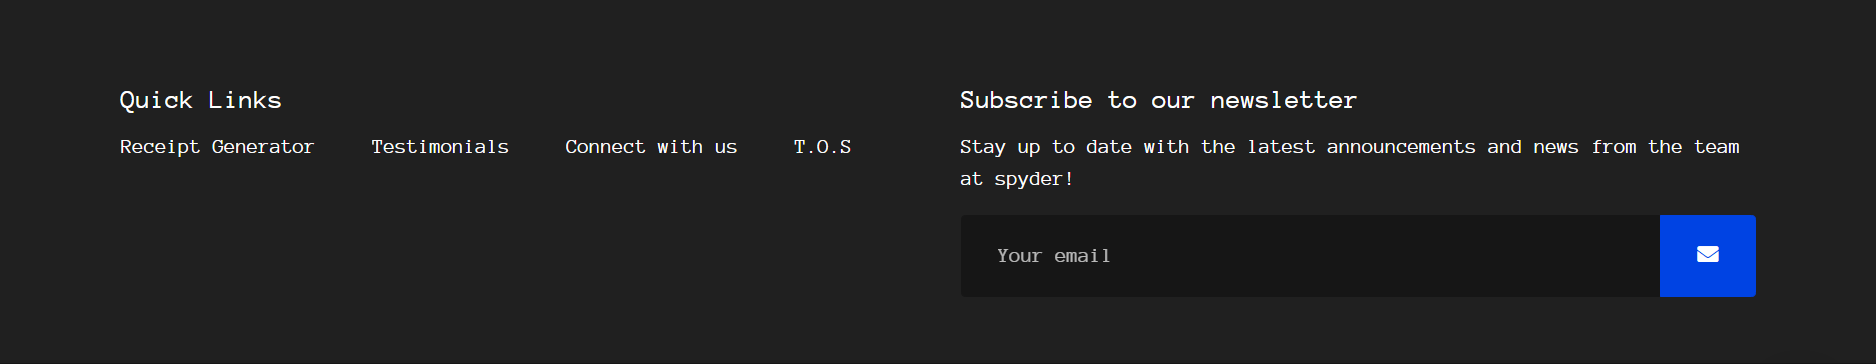 Quick Links
Receipt Generator Testimonials Connect with us T.O.S
Subscribe to our newsletter
Stay up to date with the latest announcements and news from the team
at spyder!
Your email